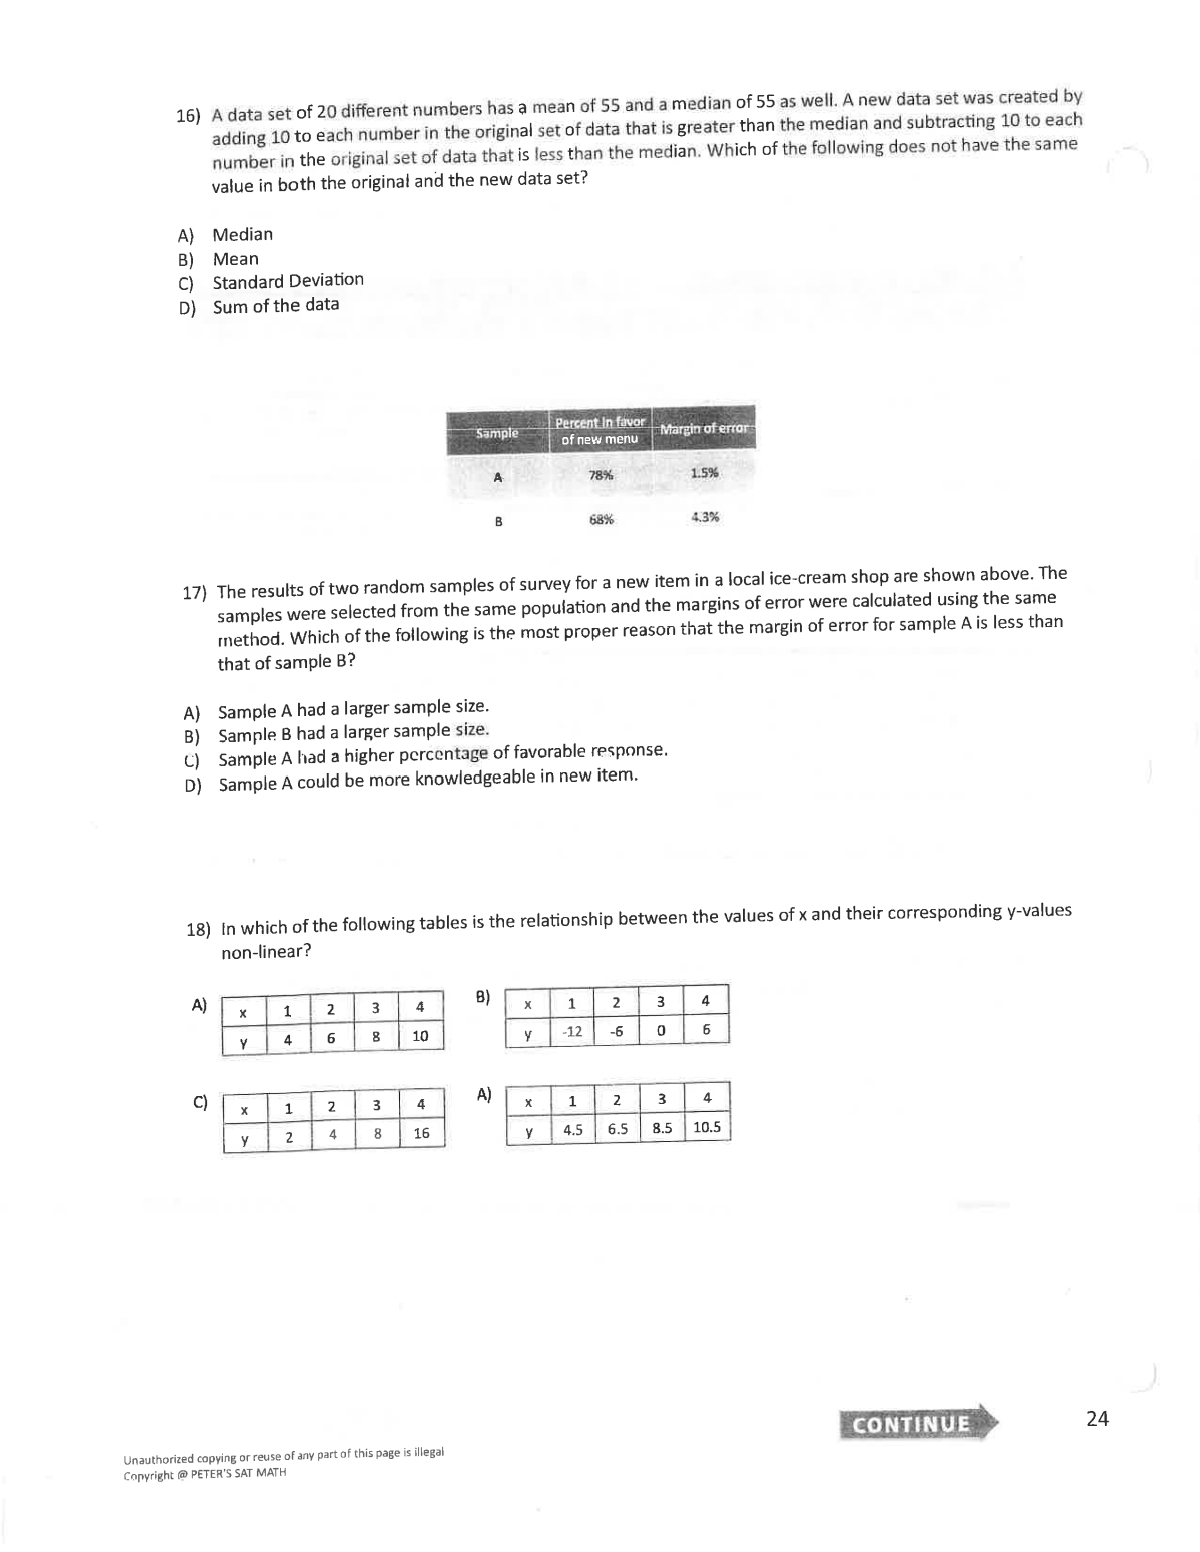 16) A data set of 20 different numbers has a mean of 55 and a median of 55 as well. A new data set was created by
adding 10 to each number in the original set of data that is greater than the median and subtracting 10 to each
number in the original set of data that is less than the median. Which of the following does not have the same
value in both the original and the new data set?
A) Median
B) Mean
C) Standard Deviation
D) Sum of the data
Sample Percent in favor of new menu Margin of error
A 78% 1.5%
B 68% 4.3%
17) The results of two random samples of survey for a new item in a local ice-cream shop are shown above. The
samples were selected from the same population and the margins of error were calculated using the same
method. Which of the following is the most proper reason that the margin of error for sample A is less than
that of sample B?
A) Sample A had a larger sample size.
B) Sample B had a larger sample size.
C) Sample A had a higher percentage of favorable response.
D) Sample A could be more knowledgeable in new item.
18) In which of the following tables is the relationship between the values of x and their corresponding y-values
non-linear?
A)
x 1 2 3 4
y 4 6 8 10
B)
x 1 2 3 4
y -12 -6 0 6
C)
x 1 2 3 4
y 2 4 8 16
A)
x 1 2 3 4
y 4.5 6.5 8.5 10.5
CONTINUE
24
Unauthorized copying or reuse of any part of this page is illegal
Copyright @ PETER'S SAT MATH